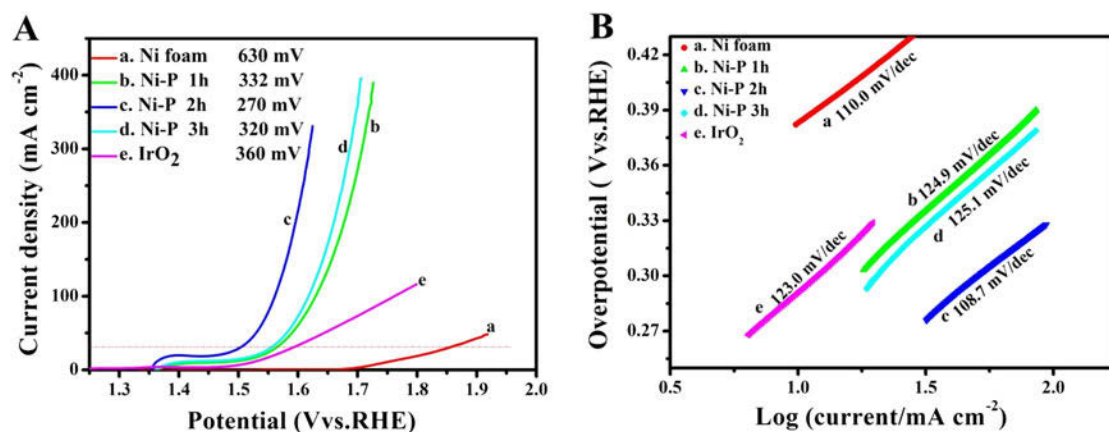 A
a. Ni foam 630 mV
b. Ni-P 1h 332 mV
c. Ni-P 2h 270 mV
d. Ni-P 3h 320 mV
e. IrO2 360 mV
400
300
200
100
0
Current density (mA cm-2)
a
b
c
d
e
1.3 1.4 1.5 1.6 1.7 1.8 1.9 2.0
Potential (Vvs.RHE)
B
a. Ni foam
b. Ni-P 1h
c. Ni-P 2h
d. Ni-P 3h
e. IrO2
0.42
0.39
0.36
0.33
0.30
0.27
Overpotential ( Vvs.RHE)
a 110.0 mV/dec
b 124.9 mV/dec
d 125.1 mV/dec
e 123.0 mV/dec
c 108.7 mV/dec
0.5 1.0 1.5 2.0
Log (current/mA cm-2)